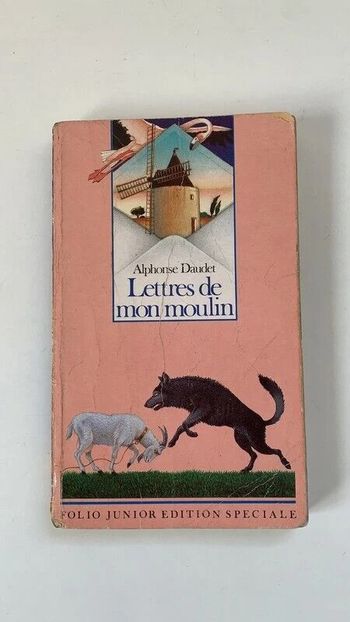 Alphonse Daudet
Lettres de
mon moulin
FOLIO JUNIOR EDITION SPECIALE